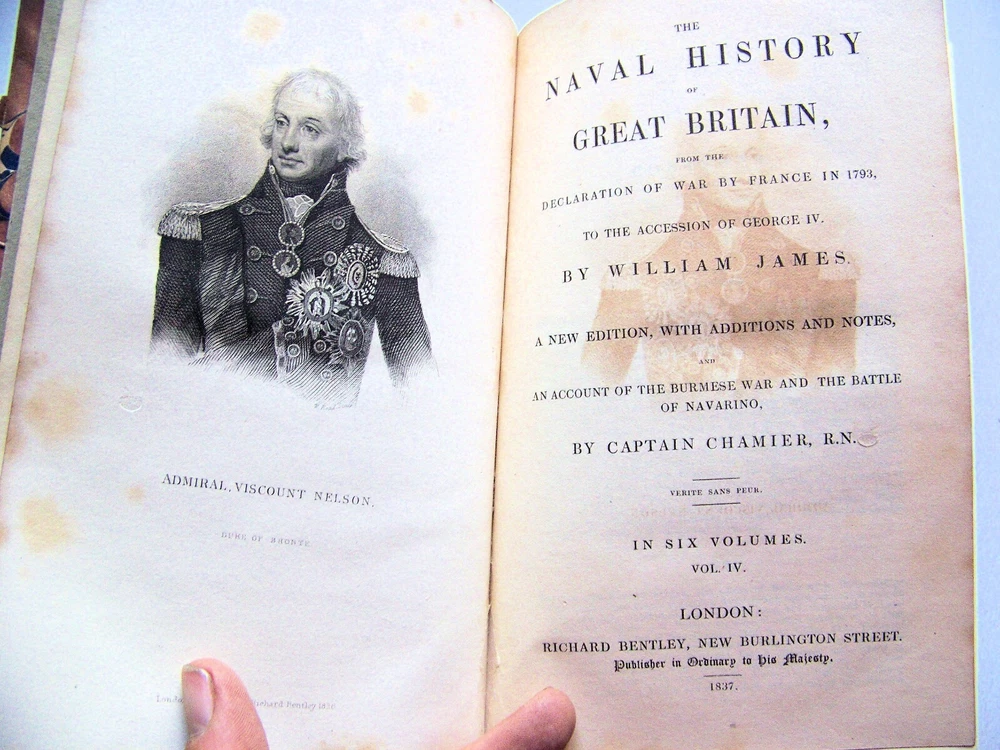 ADMIRAL, VISCOUNT NELSON,
DUKE OF BRONTE
Richard Bentley
THE
NAVAL HISTORY
OF
GREAT BRITAIN,
FROM THE
DECLARATION OF WAR BY FRANCE IN 1793,
TO THE ACCESSION OF GEORGE IV.
BY WILLIAM JAMES.
A NEW EDITION, WITH ADDITIONS AND NOTES,
AND
AN ACCOUNT OF THE BURMESE WAR AND THE BATTLE
OF NAVARINO,
BY CAPTAIN CHAMIER, R.N.
VERITE SANS PEUR.
IN SIX VOLUMES.
VOL. IV.
LONDON:
RICHARD BENTLEY, NEW BURLINGTON STREET.
Publisher in Ordinary to his Majesty.
1837.